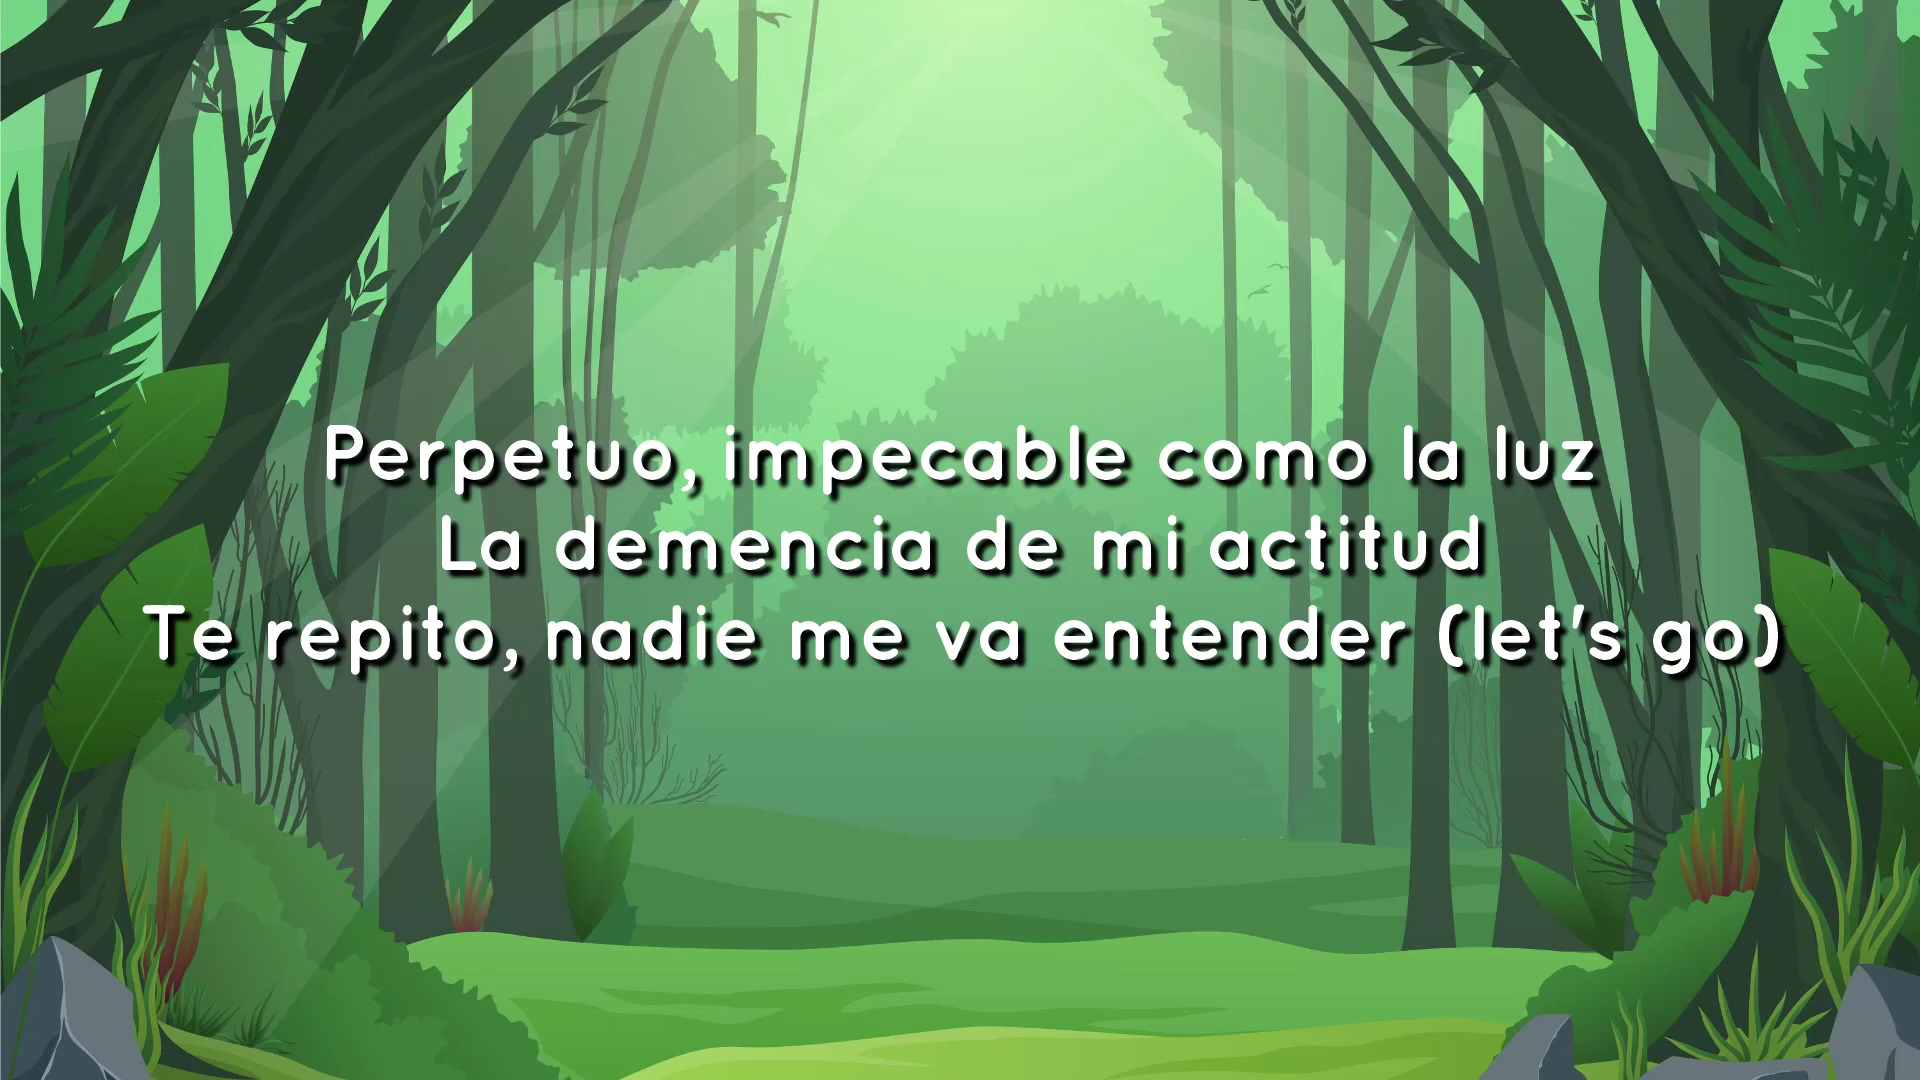 Perpetuo, impecable como la luz
La demencia de mi actitud
Te repito, nadie me va entender (let's go)